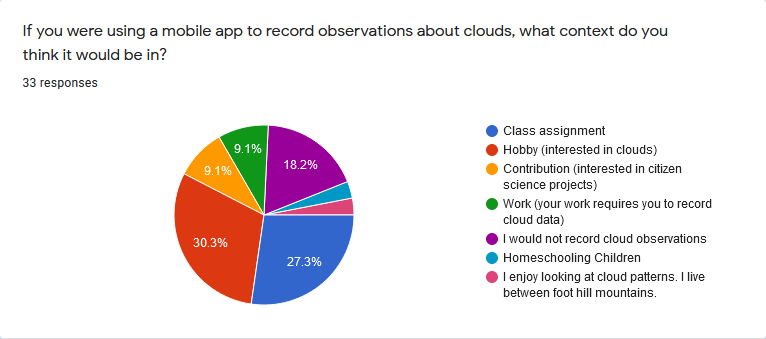 If you were using a mobile app to record observations about clouds, what context do you
think it would be in?
33 responses
9.1%
18.2%
9.1%
30.3%
27.3%
Class assignment
Hobby (interested in clouds)
Contribution (interested in citizen
science projects)
Work (your work requires you to record
cloud data)
I would not record cloud observations
Homeschooling Children
I enjoy looking at cloud patterns. I live
between foot hill mountains.